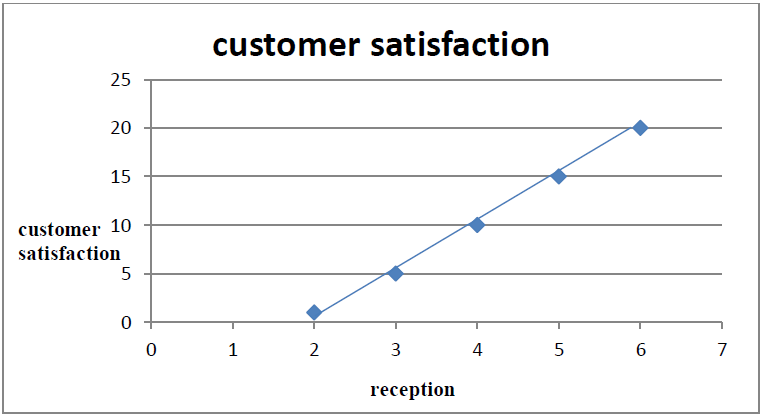 customer satisfaction
25
20
15
10
5
0
customer
satisfaction
0 1 2 3 4 5 6 7
reception